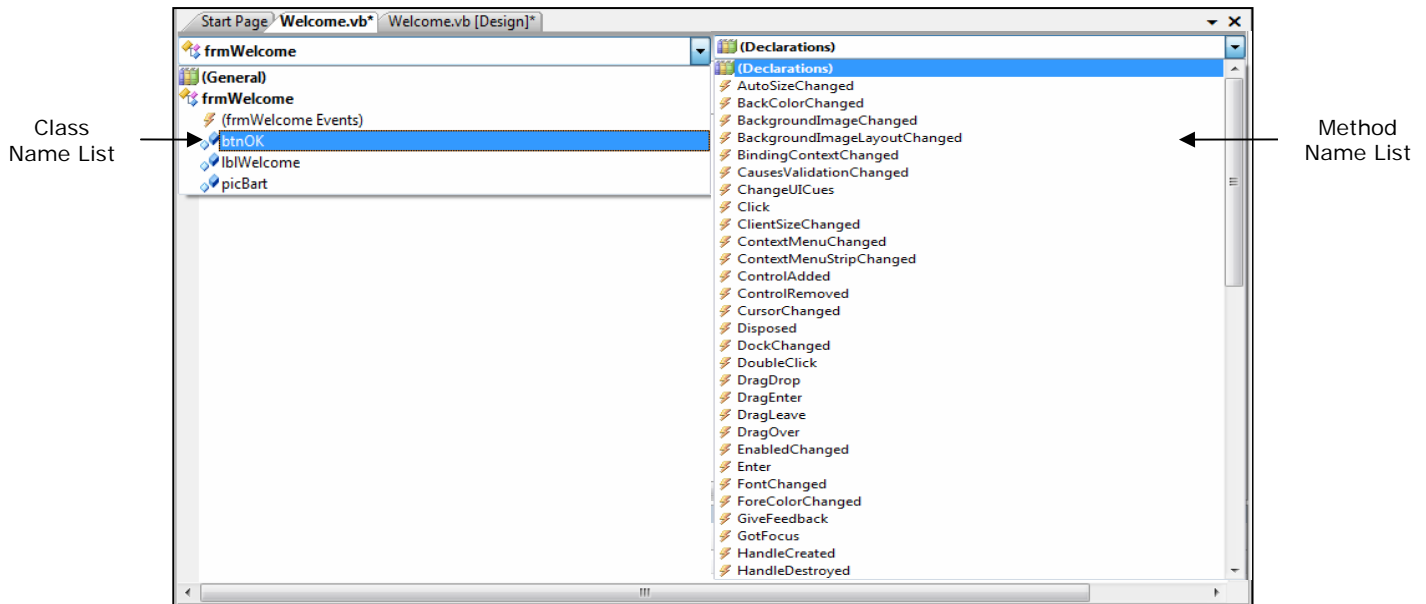 Start Page Welcome.vb* Welcome.vb [Design]*
frmWelcome
(General)
frmWelcome
(frmWelcome Events)
btnOK
lblWelcome
picBart
Class
Name List
(Declarations)
(Declarations)
AutoSizeChanged
BackColorChanged
BackgroundImageChanged
BackgroundImageLayoutChanged
BindingContextChanged
CausesValidationChanged
ChangeUICues
Click
ClientSizeChanged
ContextMenuChanged
ContextMenuStripChanged
ControlAdded
ControlRemoved
CursorChanged
Disposed
DockChanged
DoubleClick
DragDrop
DragEnter
DragLeave
DragOver
EnabledChanged
Enter
FontChanged
ForeColorChanged
GiveFeedback
GotFocus
HandleCreated
HandleDestroyed
Method
Name List